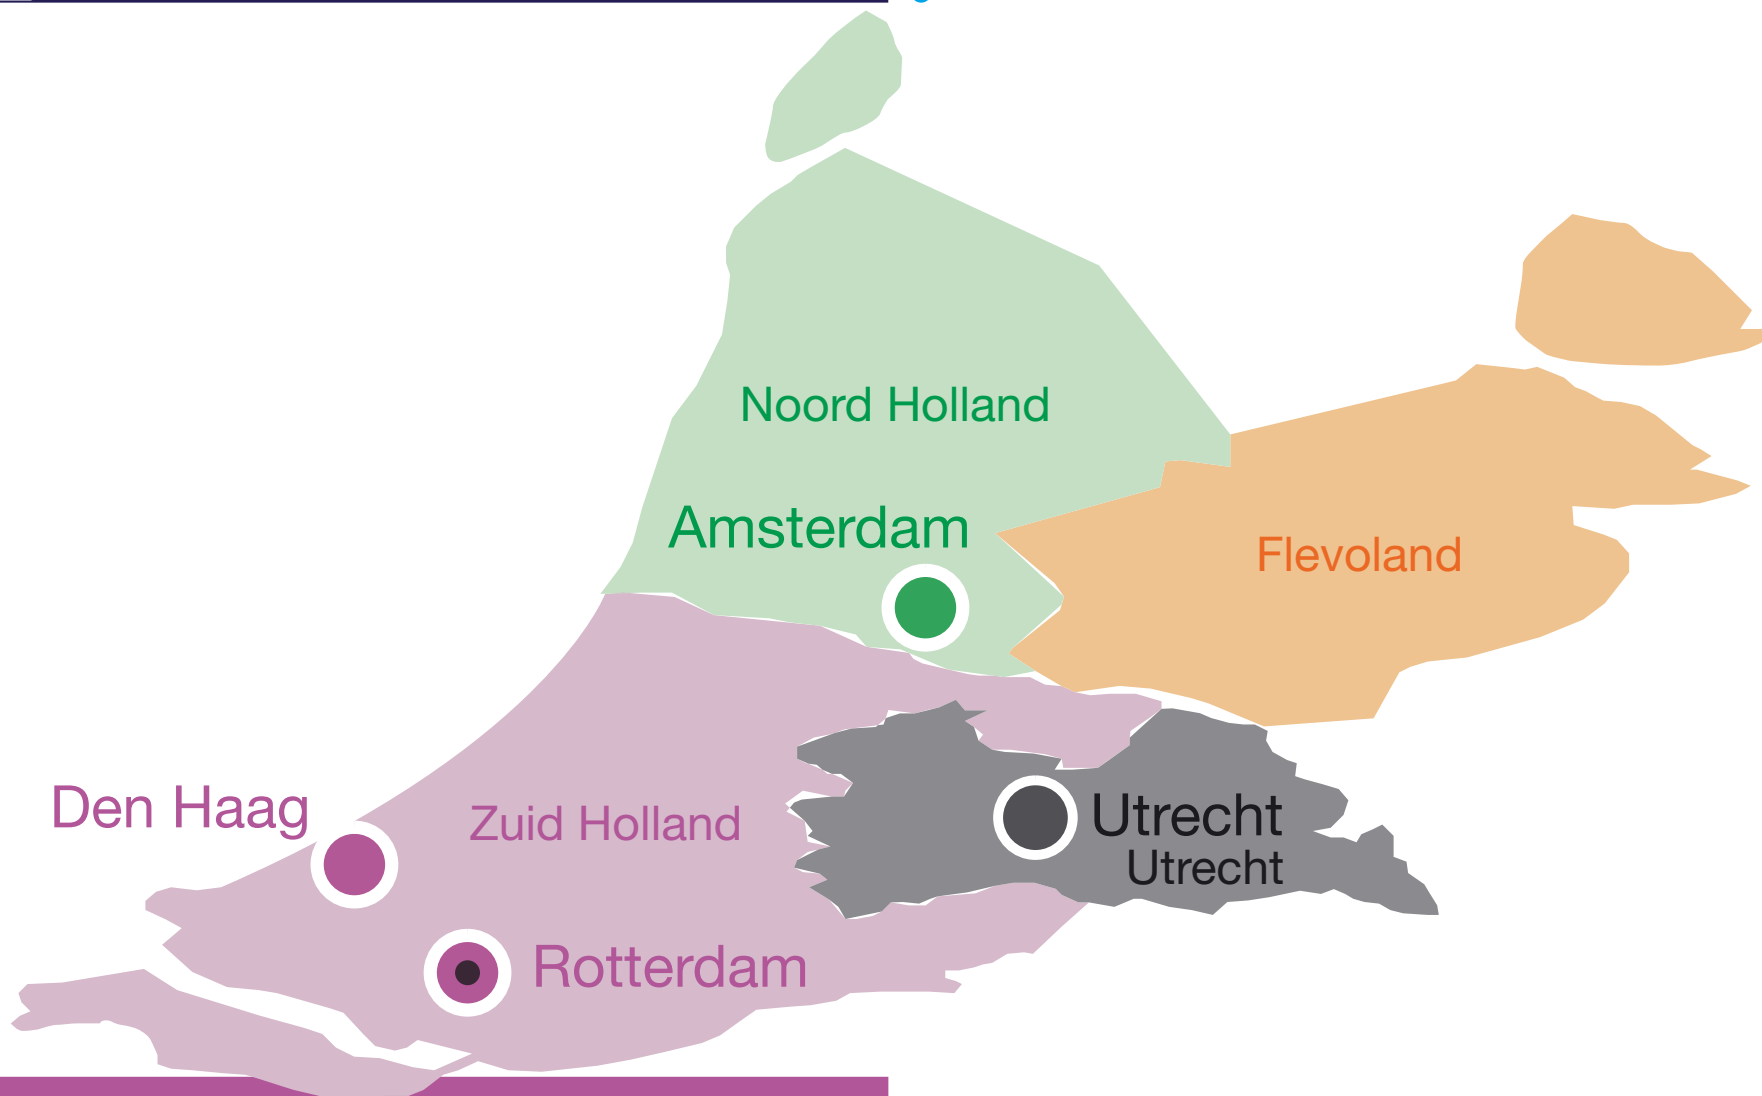 Noord Holland
Amsterdam
Flevoland
Den Haag
Zuid Holland
Utrecht
Utrecht
Rotterdam